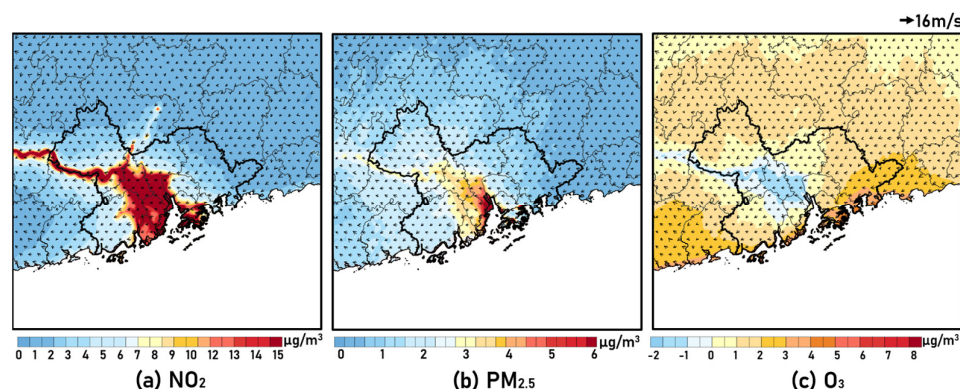 →16m/s
0 1 2 3 4 5 6 7 8 9 10 12 13 14 15 μg/m³
0 1 2 3 4 5 6 μg/m³
-2 -1 0 1 2 3 4 5 6 7 8 μg/m³
(a) NO₂
(b) PM₂.₅
(c) O₃